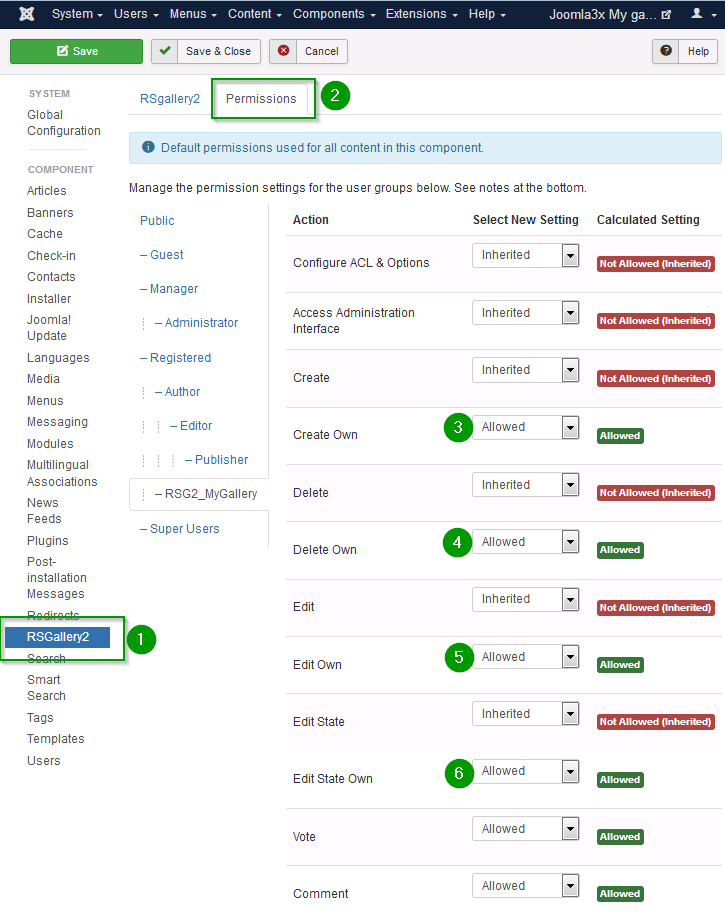 System Users Menus Content Components Extensions Help Joomla3x My ga...
Save Save & Close Cancel Help
SYSTEM
Global
Configuration
COMPONENT
Articles
Banners
Cache
Check-in
Contacts
Installer
Joomla!
Update
Languages
Media
Menus
Messaging
Modules
Multilingual
Associations
News
Feeds
Plugins
Post-
installation
Messages
Redirects
RSGallery2 1
Search
Smart
Search
Tags
Templates
Users
RSgallery2 Permissions 2
Default permissions used for all content in this component.
Manage the permission settings for the user groups below. See notes at the bottom.
Public
– Guest
– Manager
– Administrator
– Registered
– Author
– Editor
– Publisher
– RSG2_MyGallery
– Super Users
Action Select New Setting Calculated Setting
Configure ACL & Options Inherited Not Allowed (Inherited)
Access Administration
Interface Inherited Not Allowed (Inherited)
Create Inherited Not Allowed (Inherited)
Create Own 3 Allowed Allowed
Delete Inherited Not Allowed (Inherited)
Delete Own 4 Allowed Allowed
Edit Inherited Not Allowed (Inherited)
Edit Own 5 Allowed Allowed
Edit State Inherited Not Allowed (Inherited)
Edit State Own 6 Allowed Allowed
Vote Allowed Allowed
Comment Allowed Allowed